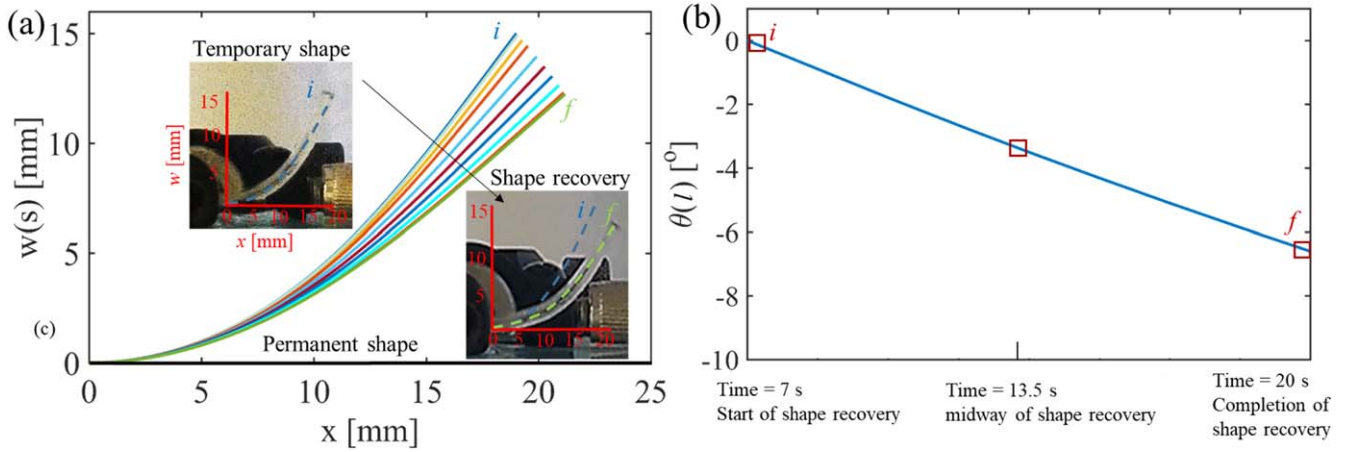 (a)
w(s) [mm]
15
10
5
0
Temporary shape
i
15
10
5
w [mm]
0 5 10 15 20
x [mm]
i
f
Shape recovery
15
10
5
i
f
0 5 10 15 20
(c)
Permanent shape
0 5 10 15 20 25
x [mm]
(b)
θ(l) [°]
0
-2
-4
-6
-8
-10
i
f
Time = 7 s
Start of shape recovery
Time = 13.5 s
midway of shape recovery
Time = 20 s
Completion of
shape recovery